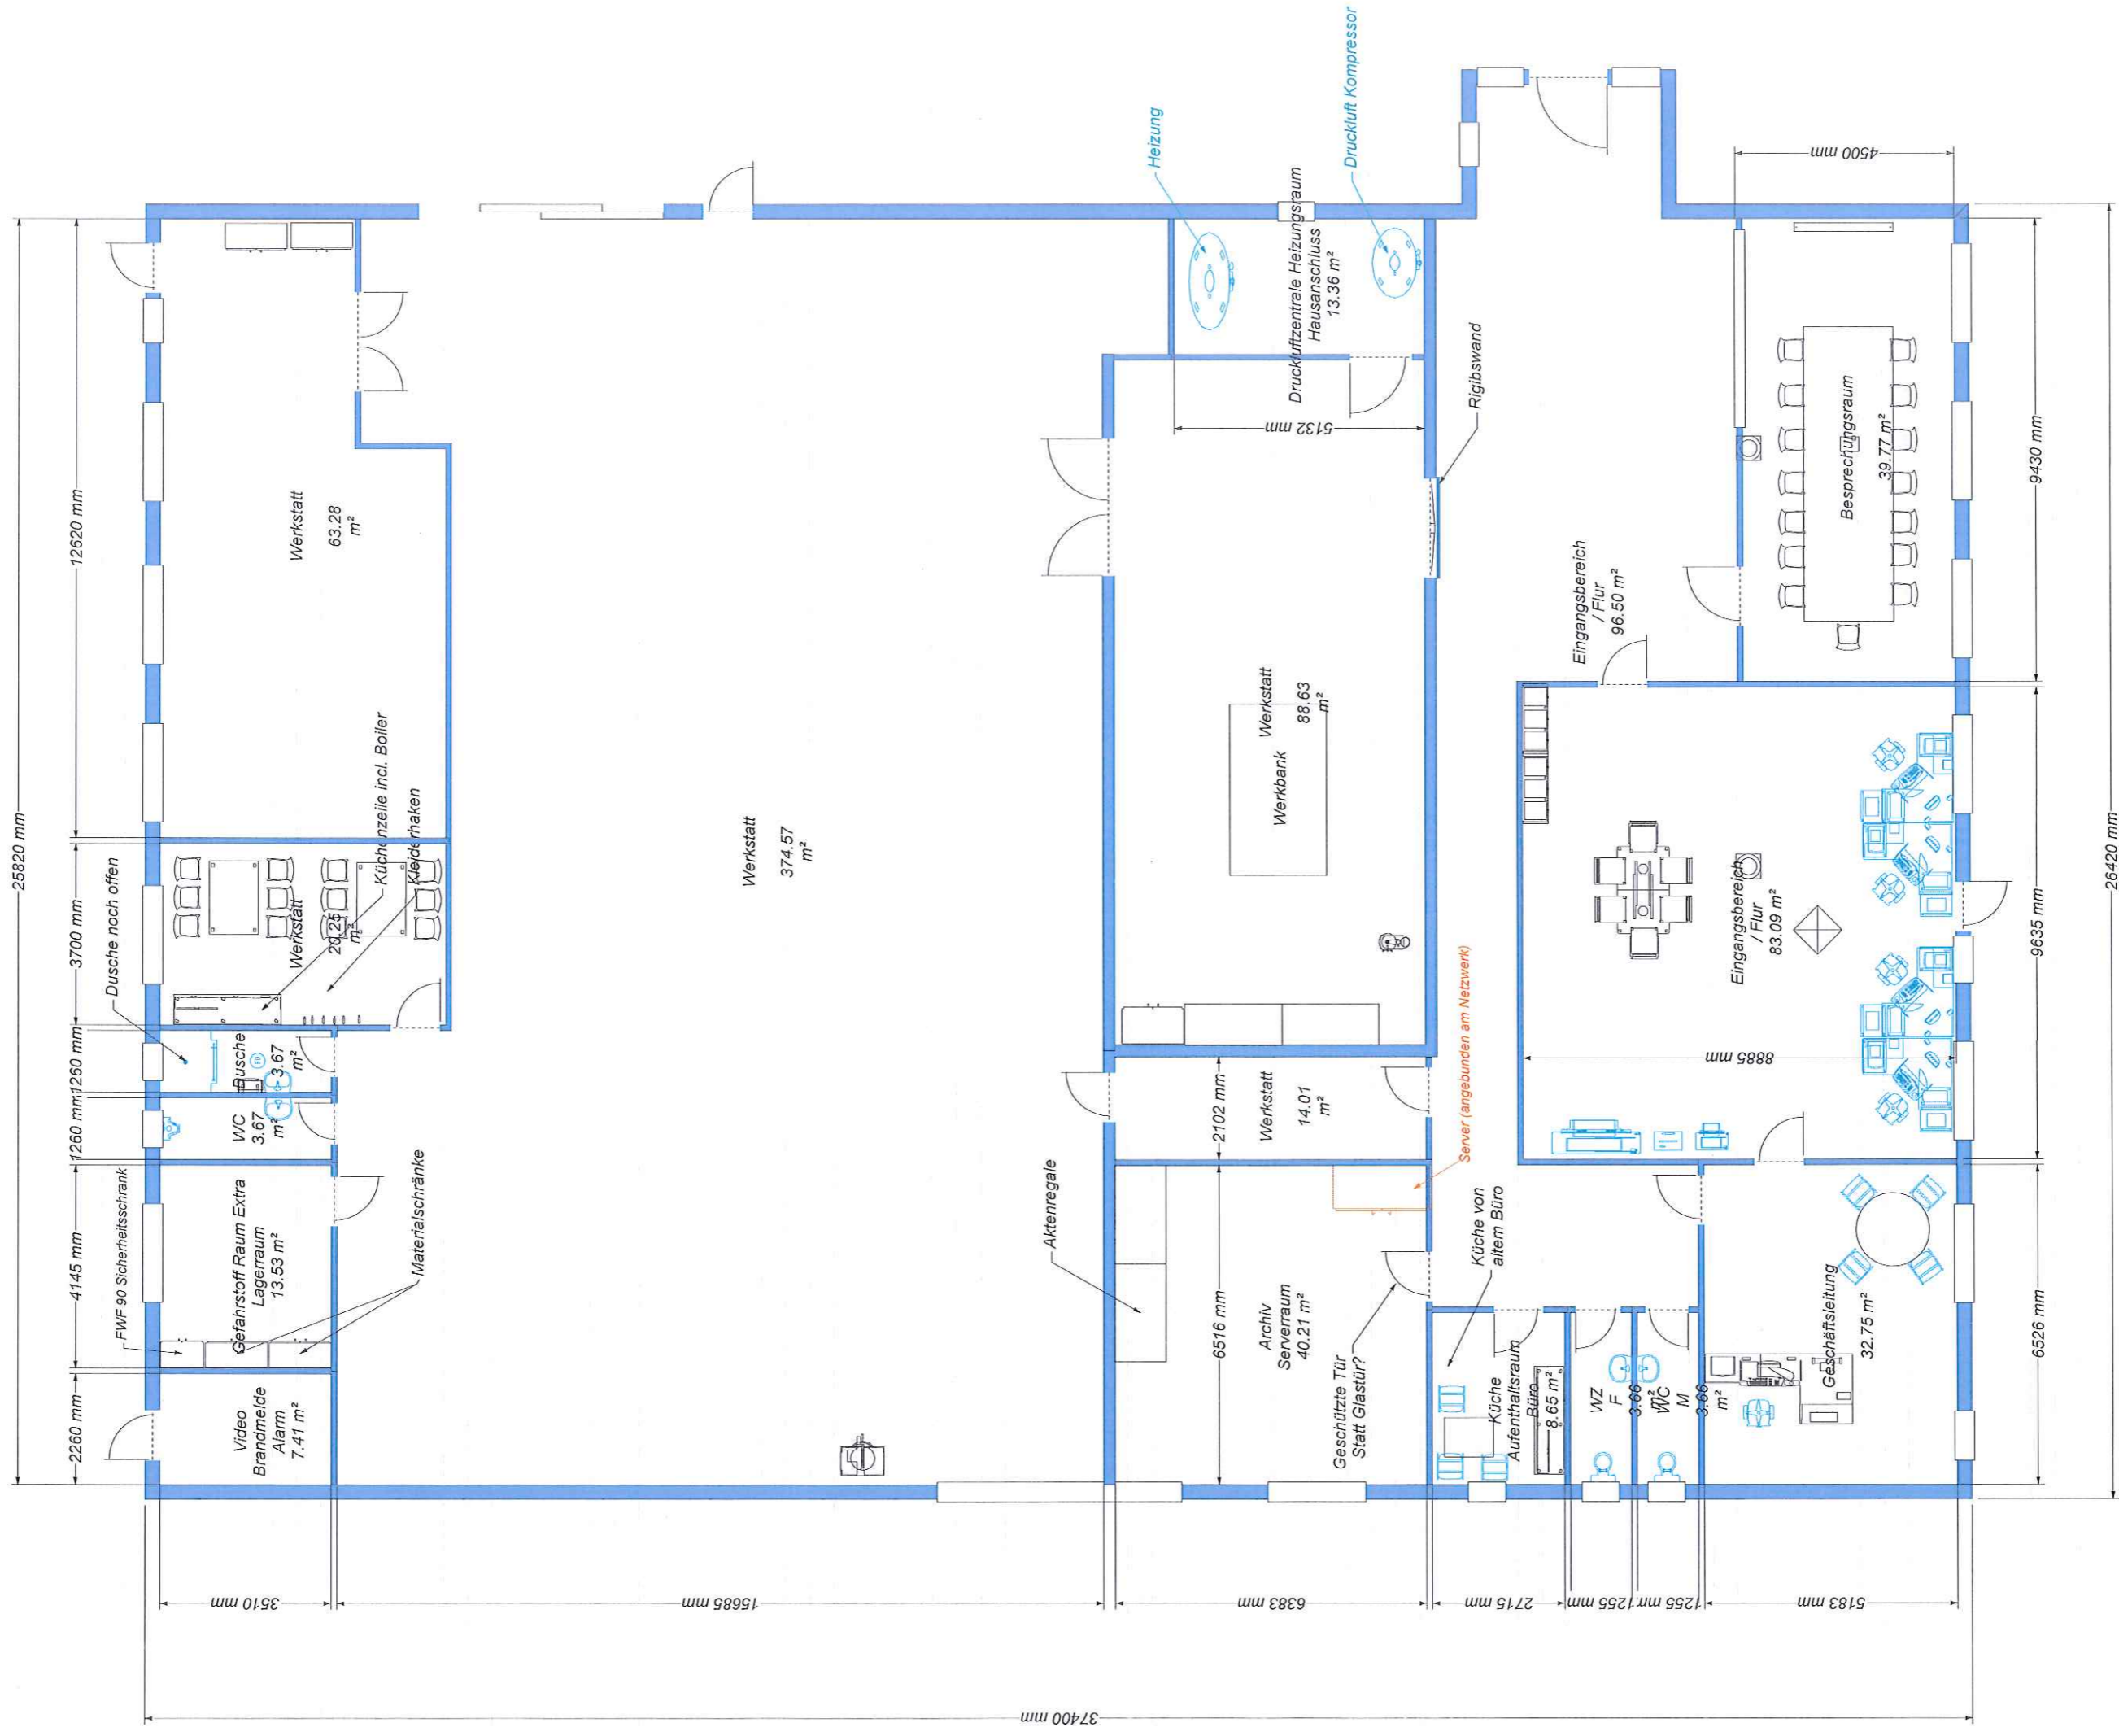 25820 mm
12620 mm
3700 mm
1260 mm
1260 mm
4145 mm
2260 mm
Heizung
Druckluft Kompressor
4500 mm
Werkstatt
63.28
m²
Druckluftzentrale Heizungsraum
Hausanschluss
13.36 m²
5132 mm
Rigibswand
Besprechungsraum
39.77 m²
9430 mm
Eingangsbereich
/ Flur
96.50 m²
Küchenzeile incl. Boiler
Kleiderhaken
Dusche noch offen
Werkstatt
20.25
m²
Werkstatt
374.57
m²
Werkstatt
88.63
m²
Werkbank
Eingangsbereich
/ Flur
83.09 m²
26420 mm
9635 mm
8885 mm
Server (angebunden am Netzwerk)
Dusche
3.67
m²
WC
3.67
m²
2102 mm
Werkstatt
14.01
m²
FWF 90 Sicherheitsschrank
Gefahrstoff Raum Extra
Lagerraum
13.53 m²
Materialschränke
Aktenregale
6516 mm
Archiv
Serverraum
40.21 m²
Geschützte Tür
Statt Glastür?
Küche von
altem Büro
Küche
Aufenthaltsraum
Büro
8.65 m²
WZ
F
3.66
m²
WC
M
3.66
m²
Geschäftsleitung
32.75 m²
6526 mm
Video
Brandmelde
Alarm
7.41 m²
3510 mm
15685 mm
6383 mm
2715 mm
1255 mm
1255 mm
5183 mm
37400 mm